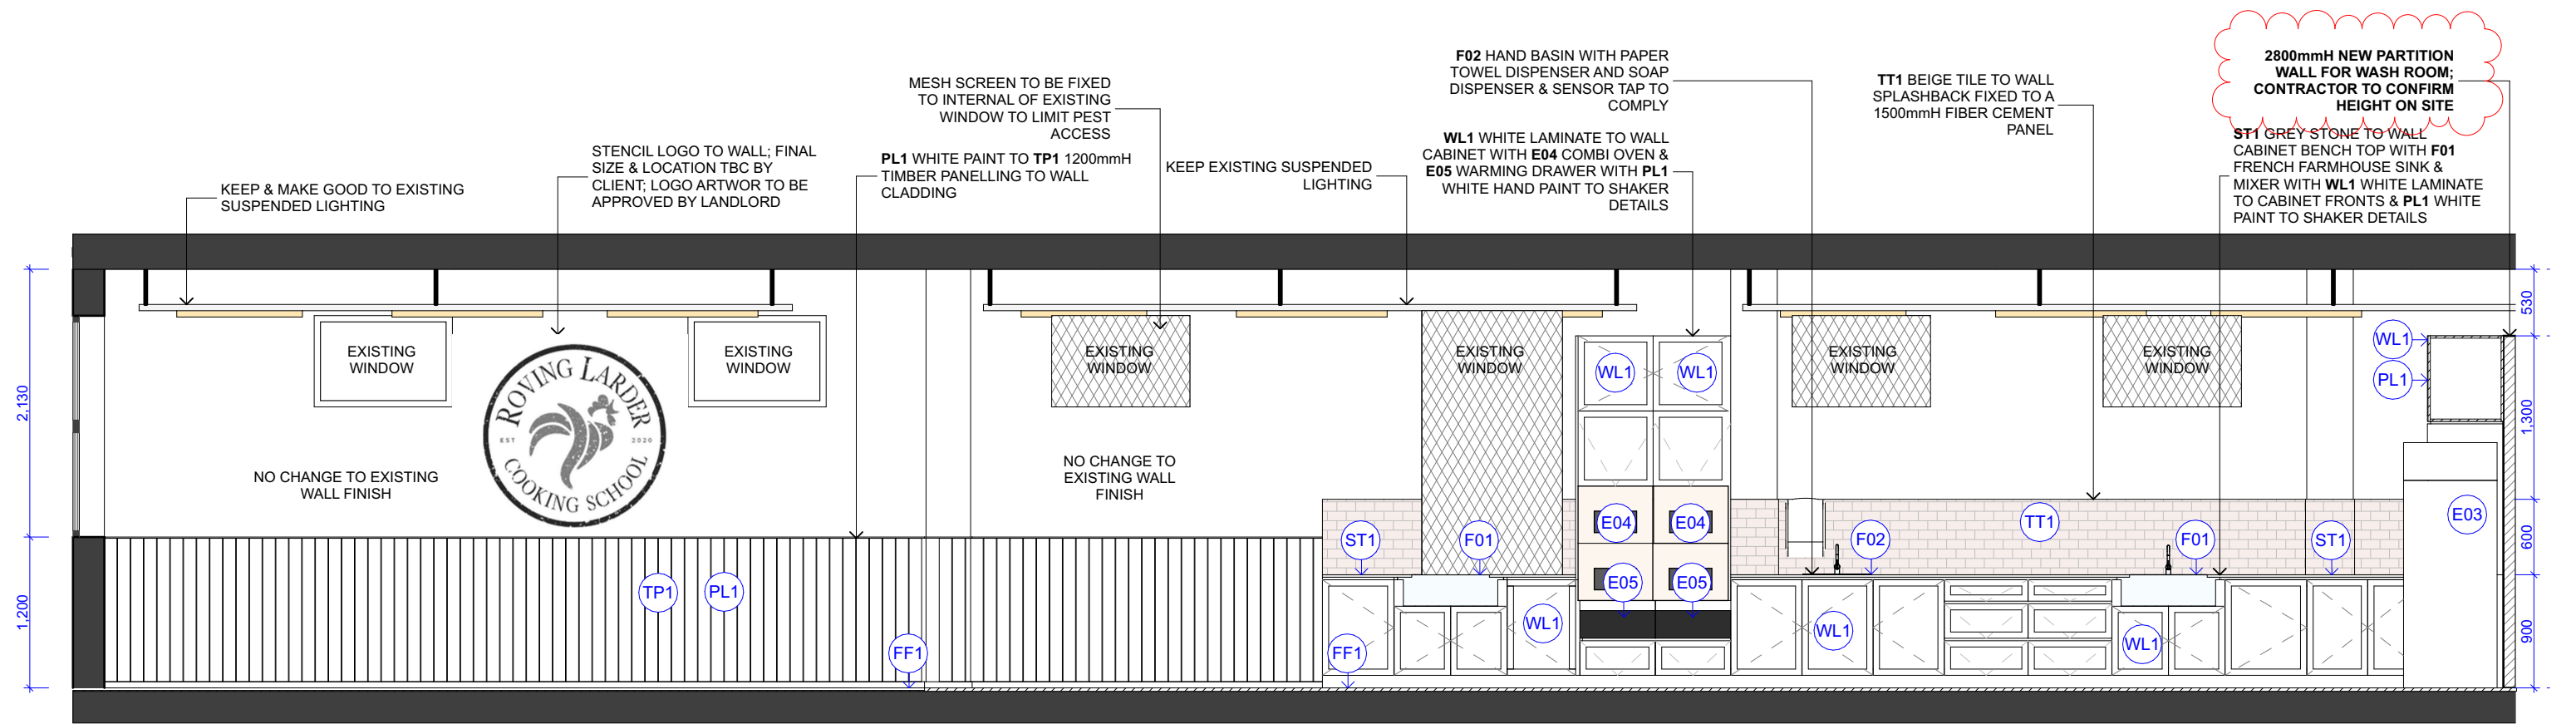 F02 HAND BASIN WITH PAPER
TOWEL DISPENSER AND SOAP
DISPENSER & SENSOR TAP TO
COMPLY
2800mmH NEW PARTITION
WALL FOR WASH ROOM;
CONTRACTOR TO CONFIRM
HEIGHT ON SITE
MESH SCREEN TO BE FIXED
TO INTERNAL OF EXISTING
WINDOW TO LIMIT PEST
ACCESS
TT1 BEIGE TILE TO WALL
SPLASHBACK FIXED TO A
1500mmH FIBER CEMENT
PANEL
WL1 WHITE LAMINATE TO WALL
CABINET WITH E04 COMBI OVEN &
E05 WARMING DRAWER WITH PL1
WHITE HAND PAINT TO SHAKER
DETAILS
ST1 GREY STONE TO WALL
CABINET BENCH TOP WITH F01
FRENCH FARMHOUSE SINK &
MIXER WITH WL1 WHITE LAMINATE
TO CABINET FRONTS & PL1 WHITE
PAINT TO SHAKER DETAILS
STENCIL LOGO TO WALL; FINAL
SIZE & LOCATION TBC BY
CLIENT; LOGO ARTWOR TO BE
APPROVED BY LANDLORD
PL1 WHITE PAINT TO TP1 1200mmH
TIMBER PANELLING TO WALL
CLADDING
KEEP EXISTING SUSPENDED
LIGHTING
KEEP & MAKE GOOD TO EXISTING
SUSPENDED LIGHTING
2,130
1,200
EXISTING
WINDOW
ROVING LARDER
EST 2020
COOKING SCHOOL
EXISTING
WINDOW
EXISTING
WINDOW
EXISTING
WINDOW
WL1
WL1
EXISTING
WINDOW
EXISTING
WINDOW
WL1
PL1
530
1,300
600
900
NO CHANGE TO EXISTING
WALL FINISH
NO CHANGE TO
EXISTING WALL
FINISH
ST1
F01
E04
E04
F02
TT1
F01
ST1
E03
TP1
PL1
E05
E05
FF1
FF1
WL1
WL1
WL1